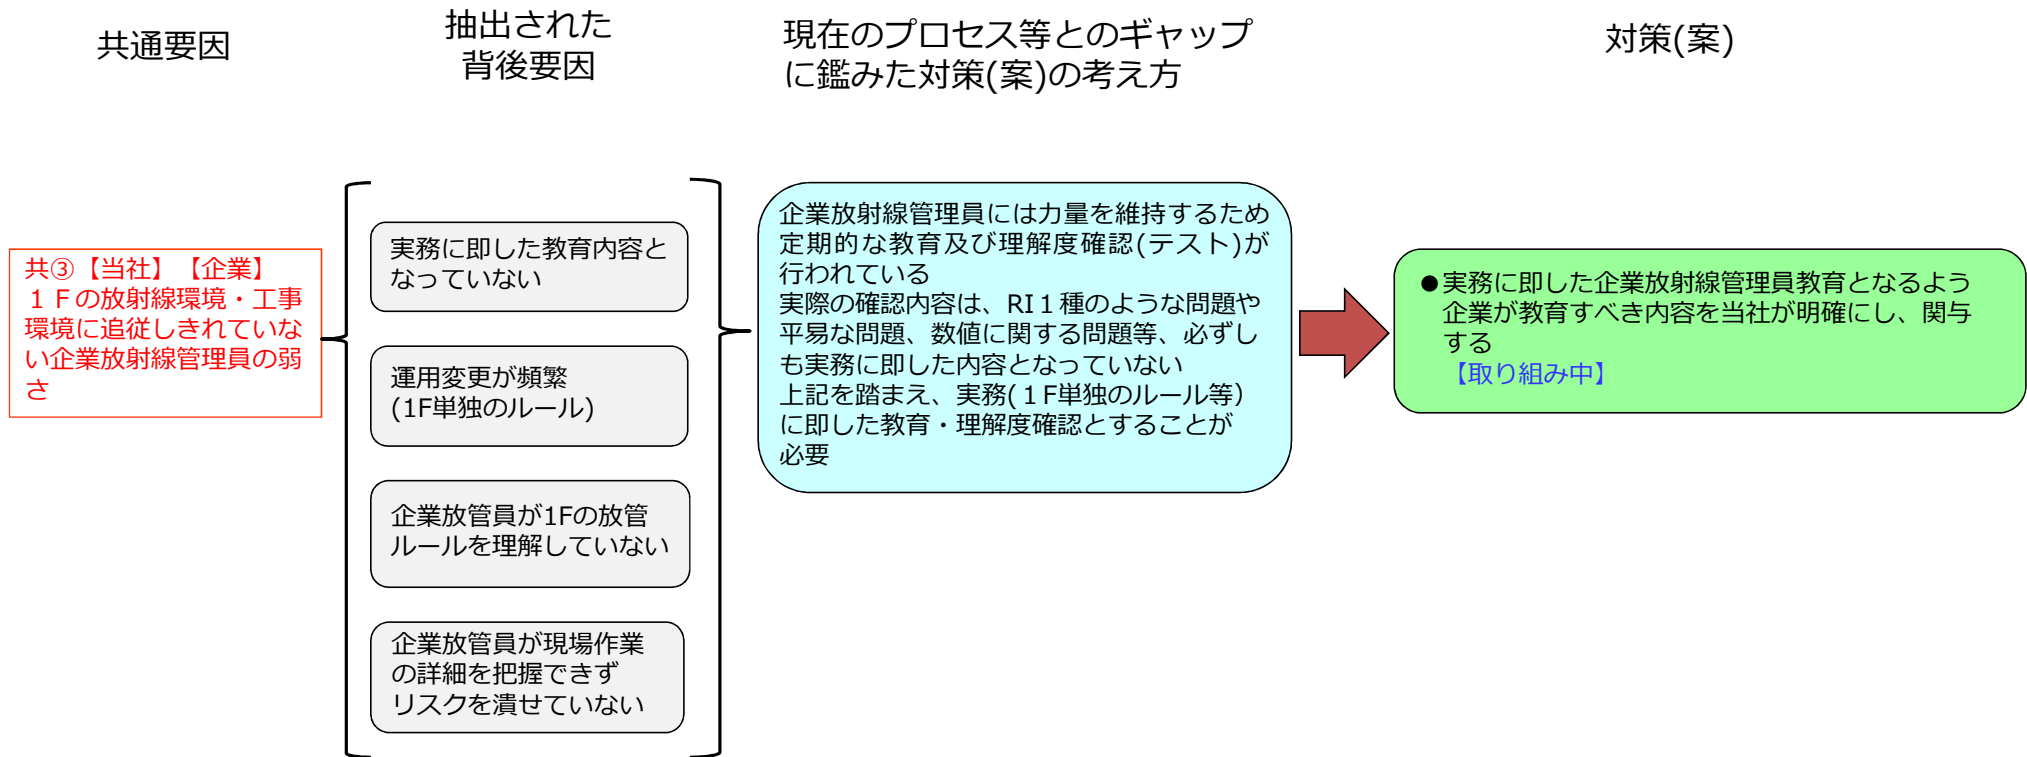 共通要因
抽出された
背後要因
現在のプロセス等とのギャップ
に鑑みた対策(案)の考え方
対策(案)
共③【当社】【企業】
１Ｆの放射線環境・工事
環境に追従しきれていな
い企業放射線管理員の弱
さ
実務に即した教育内容と
なっていない
運用変更が頻繁
(1F単独のルール)
企業放管員が1Fの放管
ルールを理解していない
企業放管員が現場作業
の詳細を把握できず
リスクを潰せていない
企業放射線管理員には力量を維持するため
定期的な教育及び理解度確認(テスト)が
行われている
実際の確認内容は、RI１種のような問題や
平易な問題、数値に関する問題等、必ずし
も実務に即した内容となっていない
上記を踏まえ、実務(１F単独のルール等）
に即した教育・理解度確認とすることが
必要
●実務に即した企業放射線管理員教育となるよう
企業が教育すべき内容を当社が明確にし、関与
する
【取り組み中】